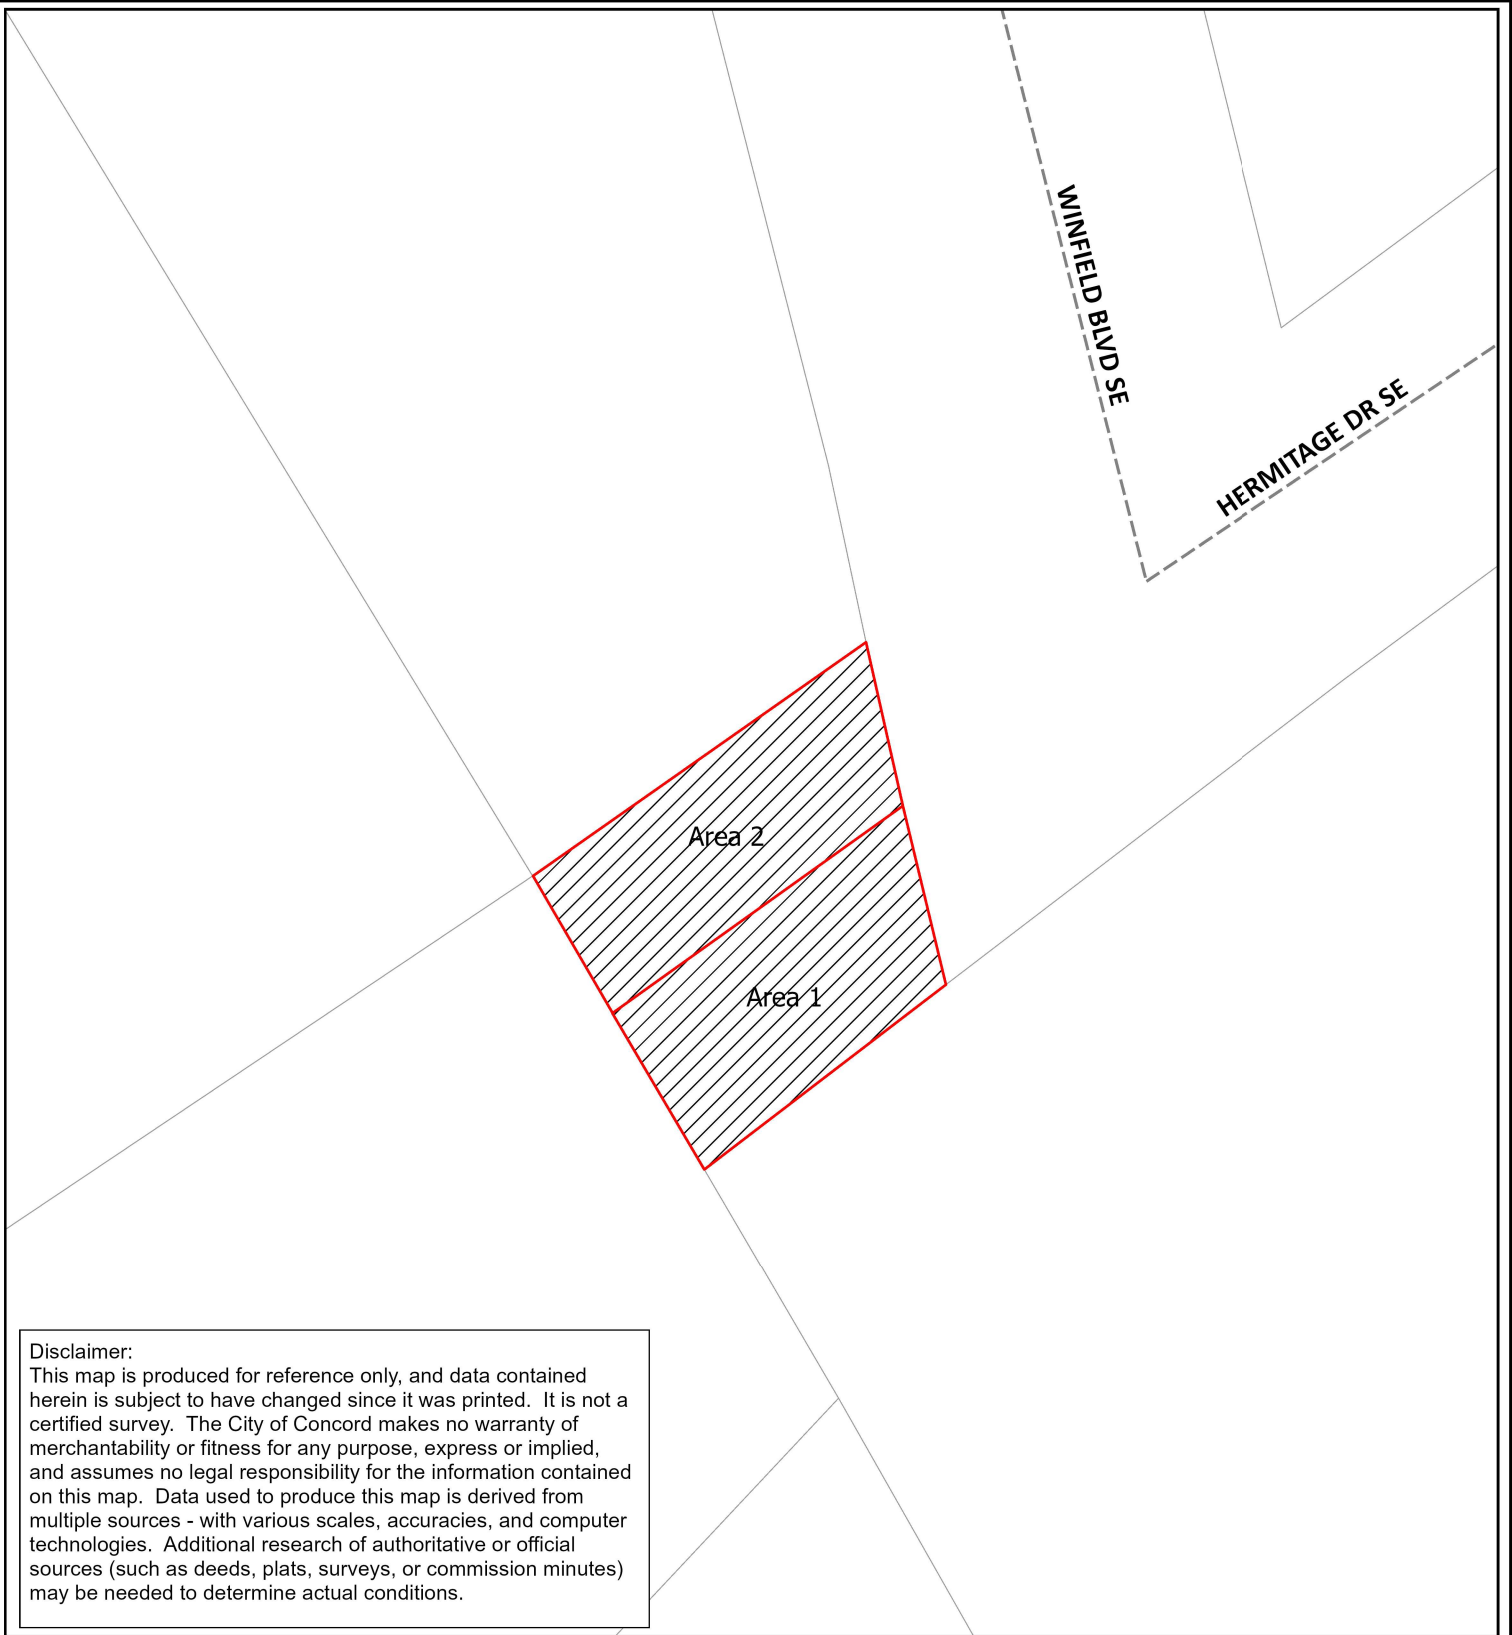 WINFIELD BLVD SE
HERMITAGE DR SE
Area 2
Area 1
Disclaimer:
This map is produced for reference only, and data contained
herein is subject to have changed since it was printed.  It is not a
certified survey.  The City of Concord makes no warranty of
merchantability or fitness for any purpose, express or implied,
and assumes no legal responsibility for the information contained
on this map.  Data used to produce this map is derived from
multiple sources - with various scales, accuracies, and computer
technologies.  Additional research of authoritative or official
sources (such as deeds, plats, surveys, or commission minutes)
may be needed to determine actual conditions.